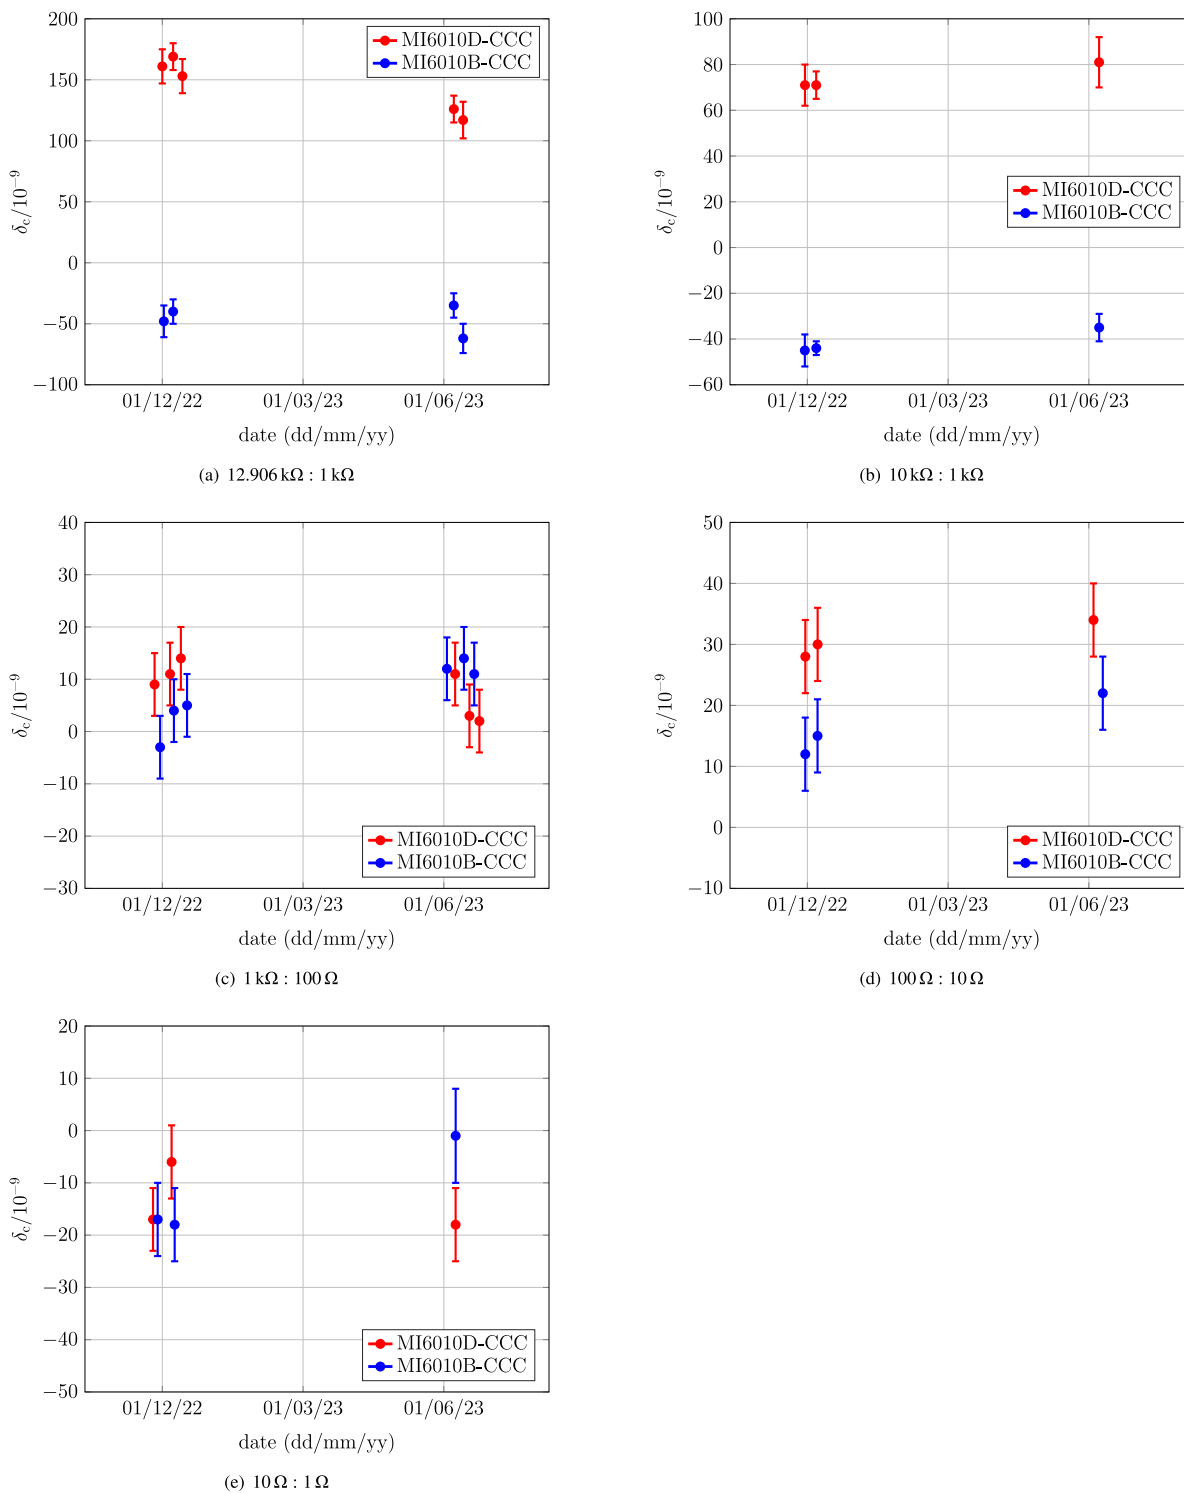 200
150
100
50
0
−50
−100
δc/10−9
MI6010D-CCC
MI6010B-CCC
01/12/22 01/03/23 01/06/23
date (dd/mm/yy)
(a) 12.906 kΩ : 1 kΩ
100
80
60
40
20
0
−20
−40
−60
δc/10−9
MI6010D-CCC
MI6010B-CCC
01/12/22 01/03/23 01/06/23
date (dd/mm/yy)
(b) 10 kΩ : 1 kΩ
40
30
20
10
0
−10
−20
−30
δc/10−9
MI6010D-CCC
MI6010B-CCC
01/12/22 01/03/23 01/06/23
date (dd/mm/yy)
(c) 1 kΩ : 100 Ω
50
40
30
20
10
0
−10
δc/10−9
MI6010D-CCC
MI6010B-CCC
01/12/22 01/03/23 01/06/23
date (dd/mm/yy)
(d) 100 Ω : 10 Ω
20
10
0
−10
−20
−30
−40
−50
δc/10−9
MI6010D-CCC
MI6010B-CCC
01/12/22 01/03/23 01/06/23
date (dd/mm/yy)
(e) 10 Ω : 1 Ω